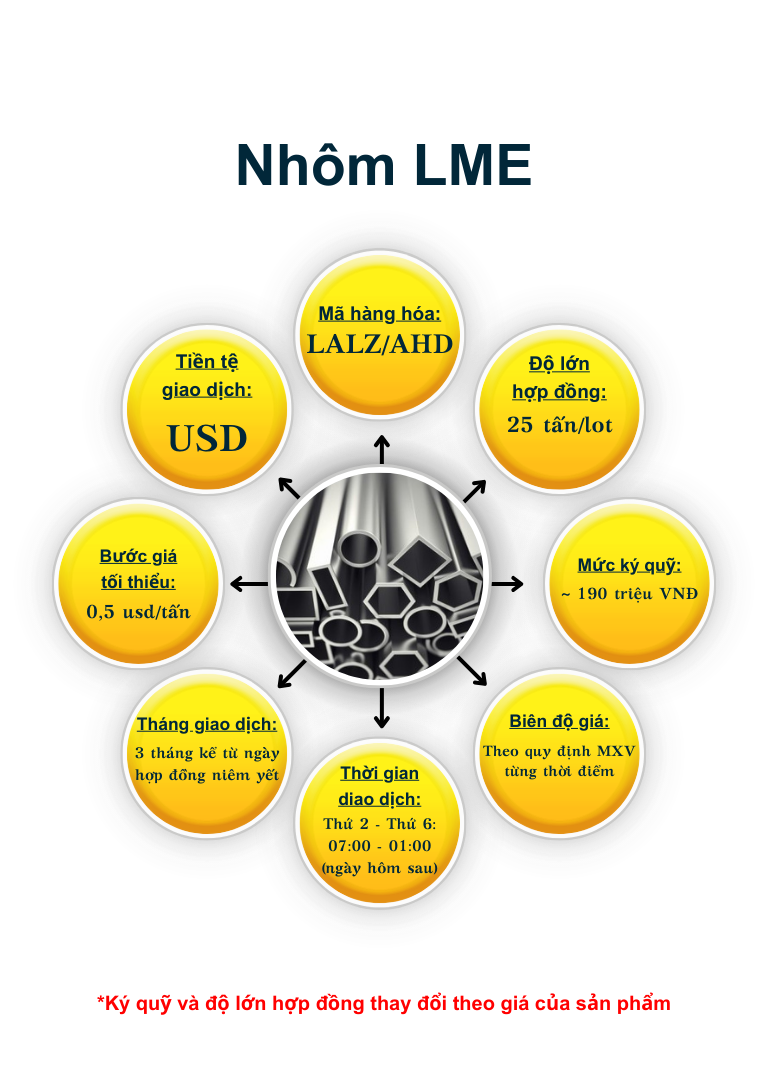 Nhôm LME
Mã hàng hóa:
LALZ/AHD
Độ lớn
hợp đồng:
25 tấn/lot
Mức ký quỹ:
~ 190 triệu VNĐ
Biên độ giá:
Theo quy định MXV
từng thời điểm
Thời gian
diao dịch:
Thứ 2 - Thứ 6:
07:00 - 01:00
(ngày hôm sau)
Tháng giao dịch:
3 tháng kể từ ngày
hợp đồng niêm yết
Bước giá
tối thiểu:
0,5 usd/tấn
Tiền tệ
giao dịch:
USD
*Ký quỹ và độ lớn hợp đồng thay đổi theo giá của sản phẩm